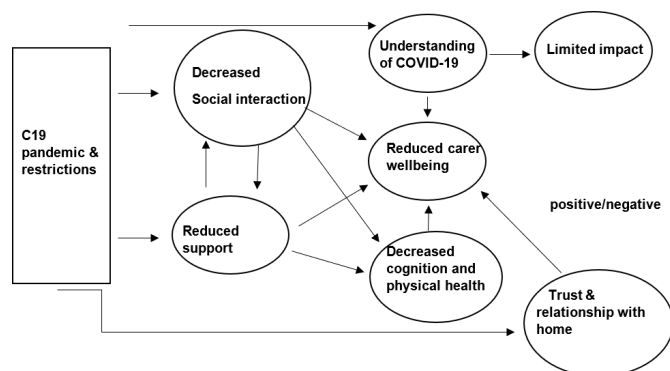 C19
pandemic &
restrictions
Decreased
Social interaction
Reduced
support
Understanding
of COVID-19
Limited impact
Reduced carer
wellbeing
Decreased
cognition and
physical health
positive/negative
Trust &
relationship with
home